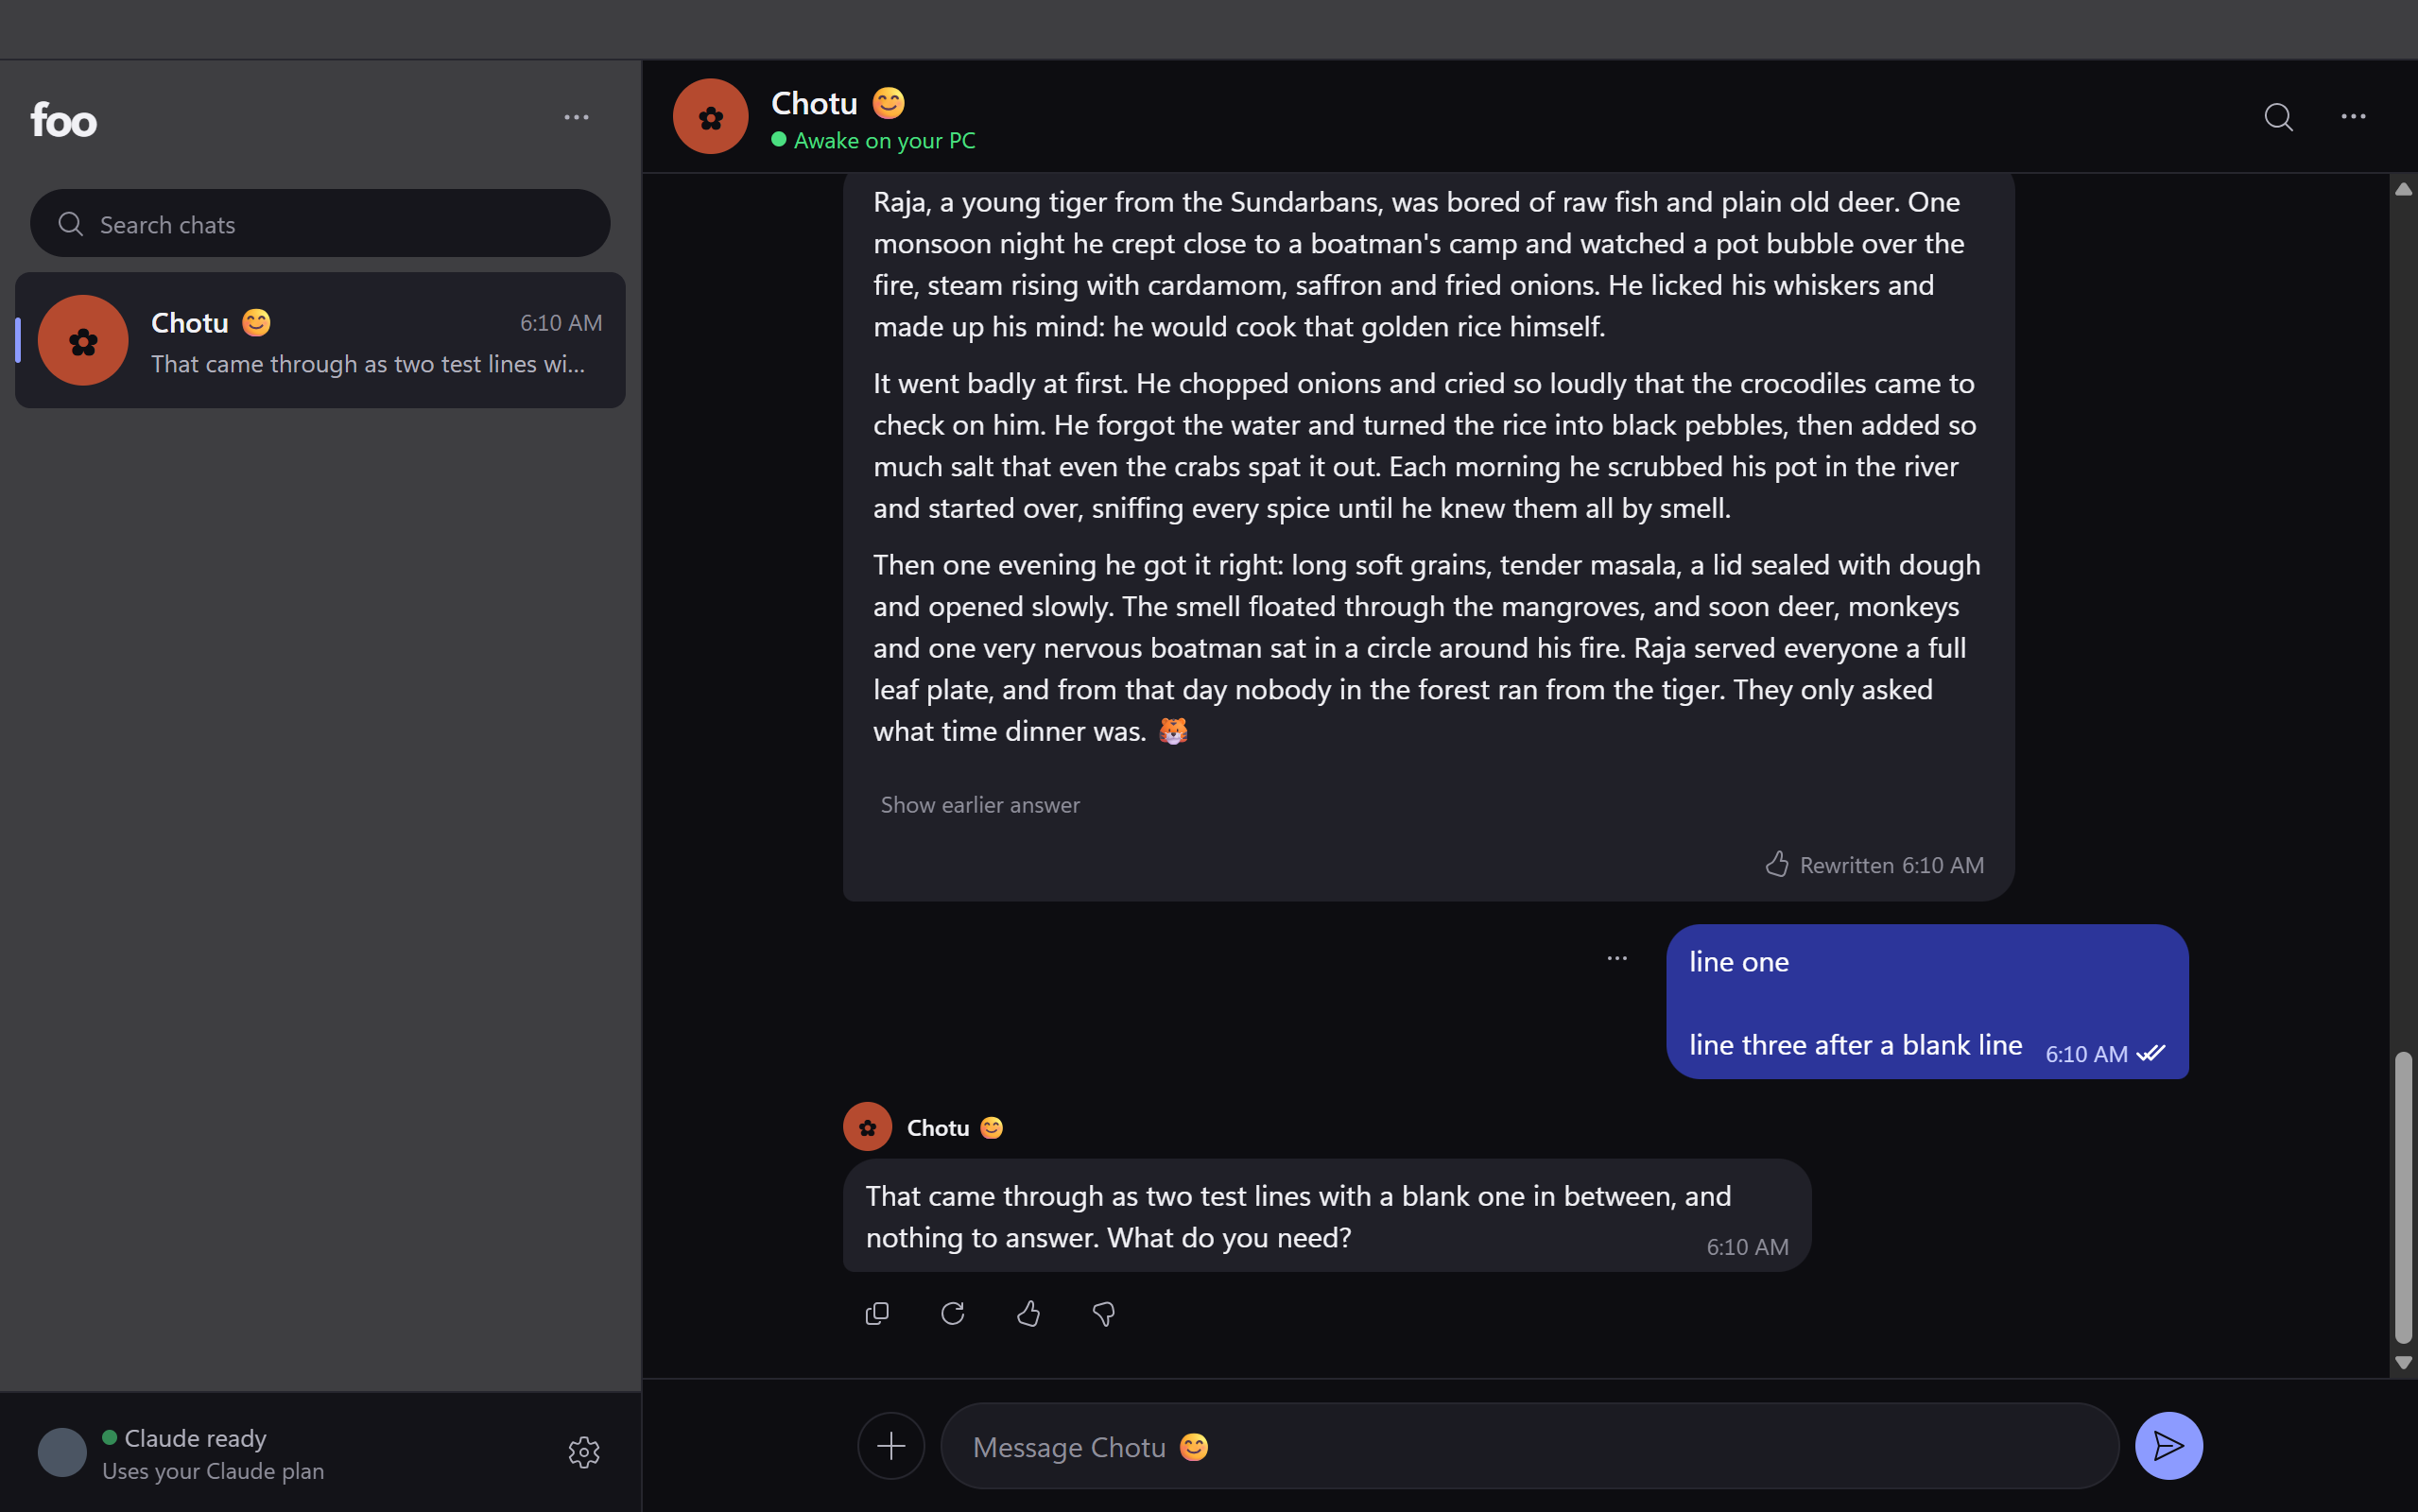 foo
...
Search chats
Chotu 😊
6:10 AM
That came through as two test lines wi...
Claude ready
Uses your Claude plan
Chotu 😊
Awake on your PC
...
Raja, a young tiger from the Sundarbans, was bored of raw fish and plain old deer. One
monsoon night he crept close to a boatman's camp and watched a pot bubble over the
fire, steam rising with cardamom, saffron and fried onions. He licked his whiskers and
made up his mind: he would cook that golden rice himself.
It went badly at first. He chopped onions and cried so loudly that the crocodiles came to
check on him. He forgot the water and turned the rice into black pebbles, then added so
much salt that even the crabs spat it out. Each morning he scrubbed his pot in the river
and started over, sniffing every spice until he knew them all by smell.
Then one evening he got it right: long soft grains, tender masala, a lid sealed with dough
and opened slowly. The smell floated through the mangroves, and soon deer, monkeys
and one very nervous boatman sat in a circle around his fire. Raja served everyone a full
leaf plate, and from that day nobody in the forest ran from the tiger. They only asked
what time dinner was. 🐯
Show earlier answer
Rewritten 6:10 AM
...
line one

line three after a blank line
6:10 AM
Chotu 😊
That came through as two test lines with a blank one in between, and
nothing to answer. What do you need?
6:10 AM
Message Chotu 😊